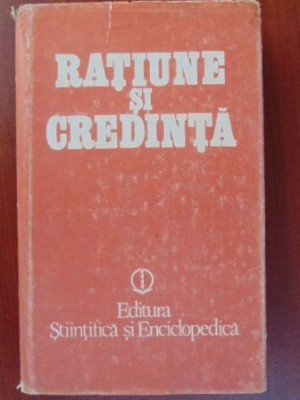 RAȚIUNE
ȘI
CREDINȚĂ
Editura
Științifică și Enciclopedică